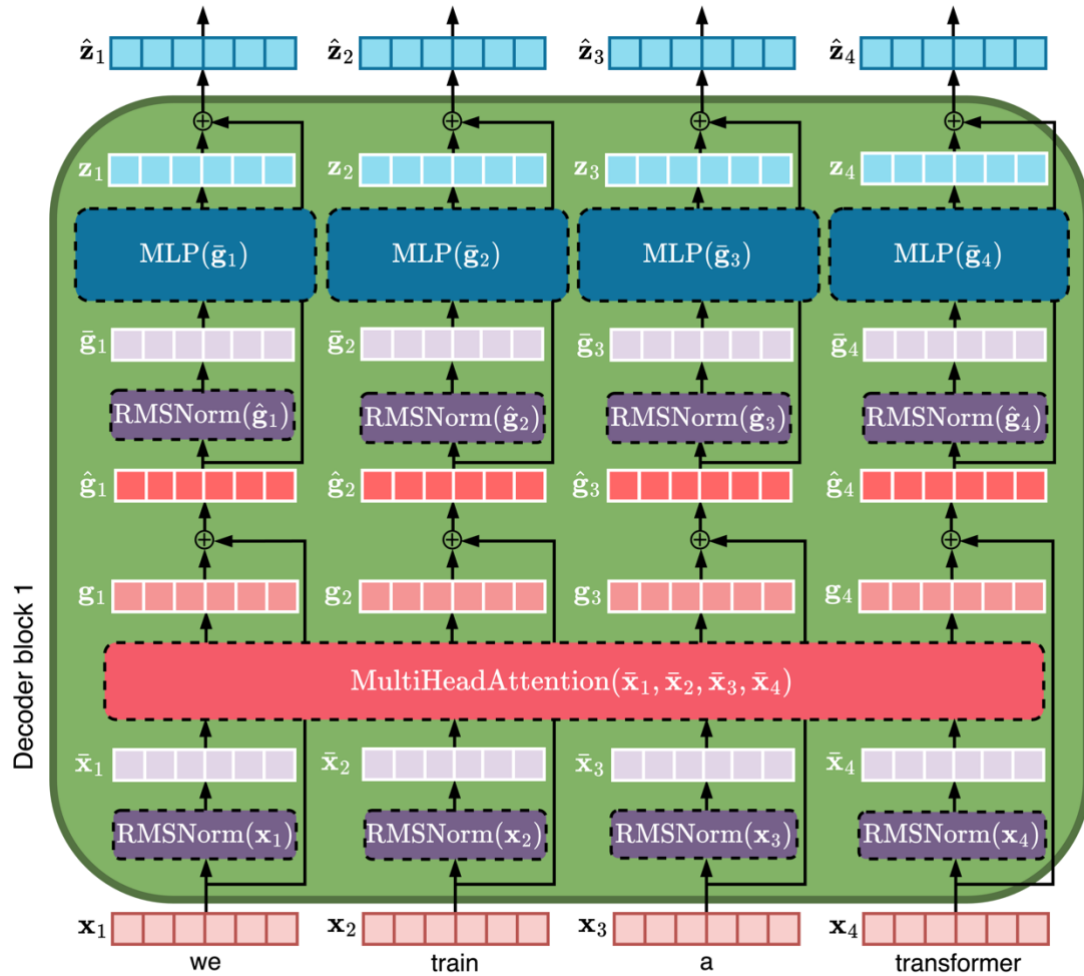 ẑ₁ ẑ₂ ẑ₃ ẑ₄
⊕ ⊕ ⊕ ⊕
z₁ z₂ z₃ z₄
MLP(ḡ₁) MLP(ḡ₂) MLP(ḡ₃) MLP(ḡ₄)
ḡ₁ ḡ₂ ḡ₃ ḡ₄
RMSNorm(ĝ₁) RMSNorm(ĝ₂) RMSNorm(ĝ₃) RMSNorm(ĝ₄)
ĝ₁ ĝ₂ ĝ₃ ĝ₄
⊕ ⊕ ⊕ ⊕
g₁ g₂ g₃ g₄
MultiHeadAttention(x̄₁, x̄₂, x̄₃, x̄₄)
x̄₁ x̄₂ x̄₃ x̄₄
RMSNorm(x₁) RMSNorm(x₂) RMSNorm(x₃) RMSNorm(x₄)
x₁ x₂ x₃ x₄
we train a transformer
Decoder block 1